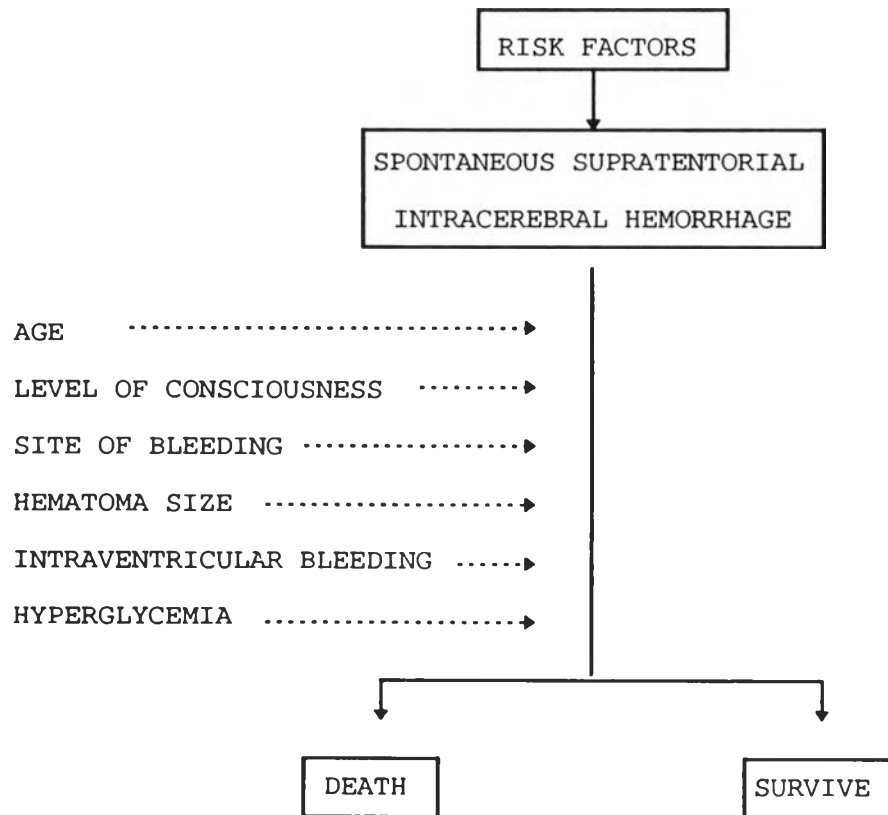 RISK FACTORS
SPONTANEOUS SUPRATENTORIAL
INTRACEREBRAL HEMORRHAGE
AGE
LEVEL OF CONSCIOUSNESS
SITE OF BLEEDING
HEMATOMA SIZE
INTRAVENTRICULAR BLEEDING
HYPERGLYCEMIA
DEATH
SURVIVE